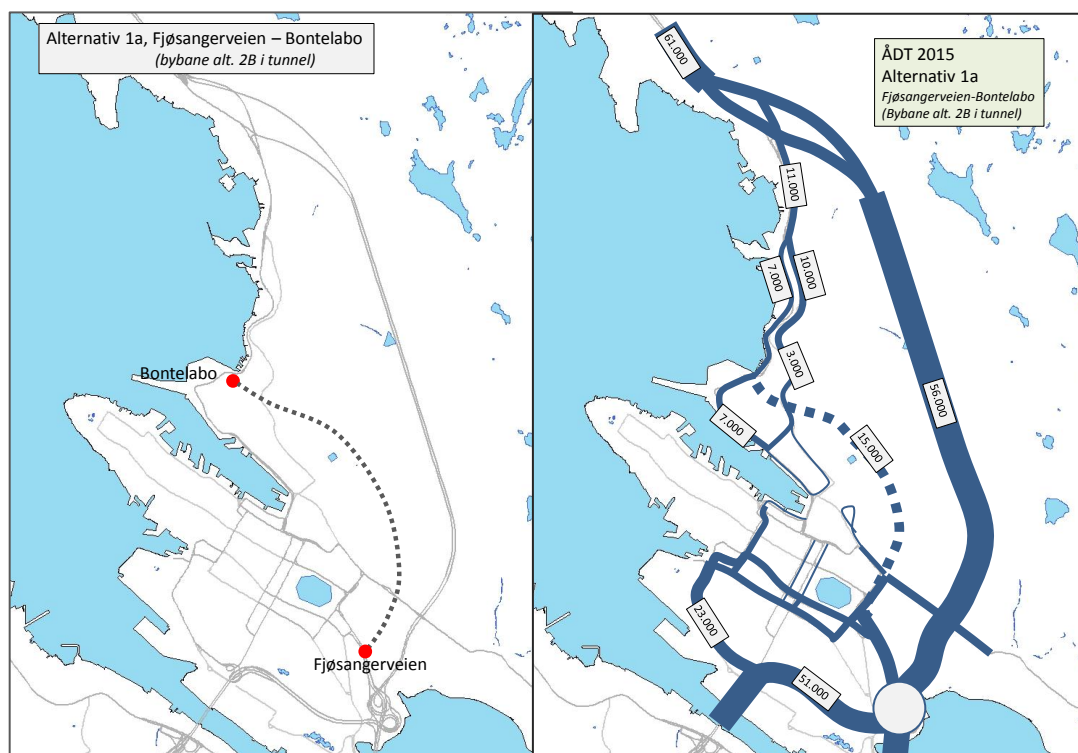 Alternativ 1a, Fjøsangerveien – Bontelabo
(bybane alt. 2B i tunnel)
Bontelabo
Fjøsangerveien
ÅDT 2015
Alternativ 1a
Fjøsangerveien-Bontelabo
(Bybane alt. 2B i tunnel)
61.000
11.000
7.000
10.000
3.000
56.000
7.000
15.000
23.000
51.000